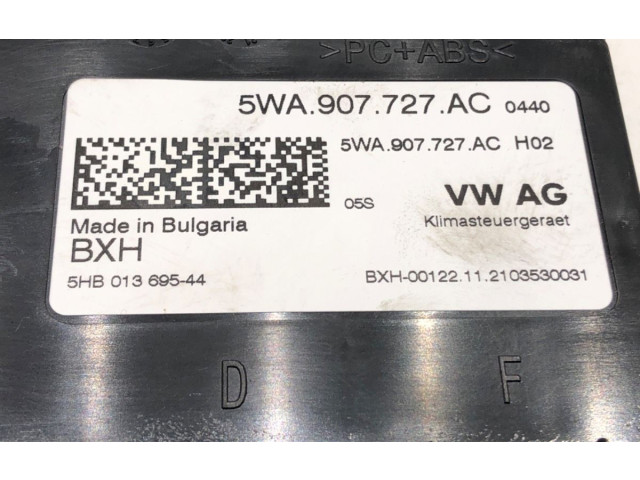 >PC+ABS<
5WA.907.727.AC 0440
5WA.907.727.AC H02
05S VW AG
Klimasteuergeraet
Made in Bulgaria
BXH
5HB 013 695-44
BXH-00122.11.2103530031
D F